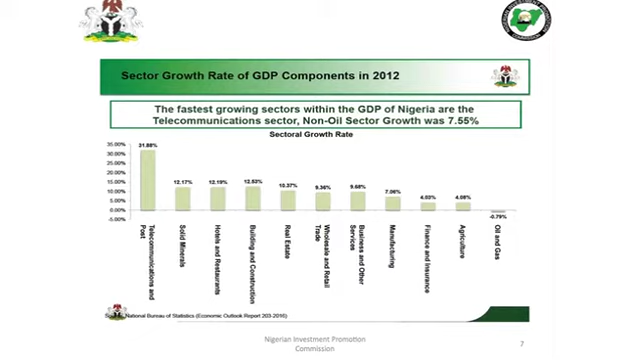 Sector Growth Rate of GDP Components in 2012
The fastest growing sectors within the GDP of Nigeria are the
Telecommunications sector, Non-Oil Sector Growth was 7.55%
Sectoral Growth Rate
35.00%
30.00%
25.00%
20.00%
15.00%
10.00%
5.00%
0.00%
-5.00%
31.88%
12.17%
12.19%
12.53%
10.37%
9.36%
9.68%
7.06%
4.03%
4.08%
-0.79%
Telecommunications and
Post
Solid Minerals
Hotels and Restaurants
Building and Construction
Real Estate
Wholesale and Retail
Trade
Business and Other
Services
Manufacturing
Finance and Insurance
Agriculture
Oil and Gas
National Bureau of Statistics (Economic Outlook Report 203-2016)
Nigerian Investment Promotion
Commission
7